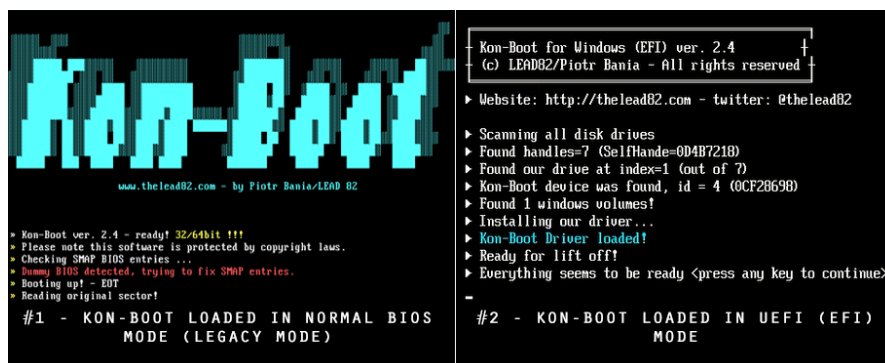 Kon-Boot
www.thelead82.com - by Piotr Bania/LEAD 82
» Kon-Boot ver. 2.4 - ready! 32/64bit !!!
» Please note this software is protected by copyright laws.
» Checking SMAP BIOS entries ...
» Dummy BIOS detected, trying to fix SMAP entries.
» Booting up! - EOT
» Reading original sector!
#1 - KON-BOOT LOADED IN NORMAL BIOS
MODE (LEGACY MODE)
Kon-Boot for Windows (EFI) ver. 2.4
(c) LEAD82/Piotr Bania - All rights reserved
► Website: http://thelead82.com - twitter: @thelead82
► Scanning all disk drives
► Found handles=7 (SelfHande=0D4B7218)
► Found our drive at index=1 (out of 7)
► Kon-Boot device was found, id = 4 (0CF28698)
► Found 1 windows volumes!
► Installing our driver...
► Kon-Boot Driver loaded!
► Ready for lift off!
► Everything seems to be ready <press any key to continue>
#2 - KON-BOOT LOADED IN UEFI (EFI)
MODE